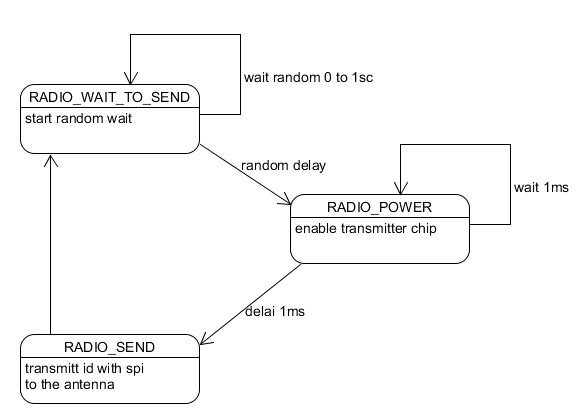 wait random 0 to 1sc
RADIO_WAIT_TO_SEND
start random wait
random delay
wait 1ms
RADIO_POWER
enable transmitter chip
delai 1ms
RADIO_SEND
transmitt id with spi
to the antenna